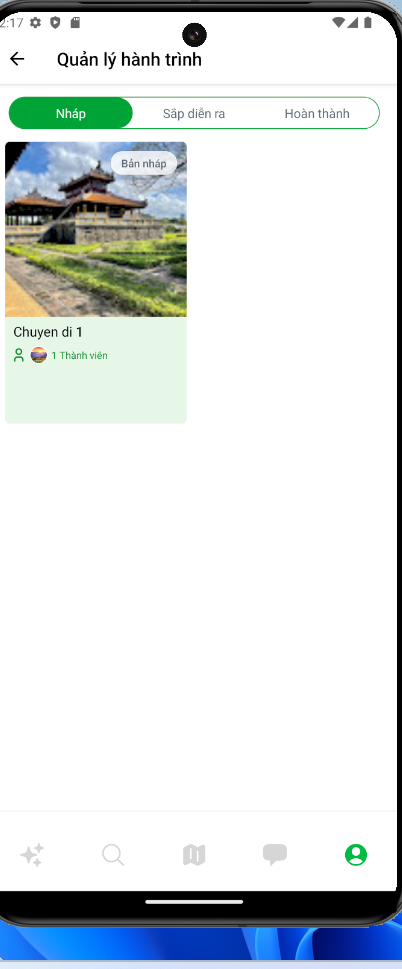 2:17
Quản lý hành trình
Nháp
Sắp diễn ra
Hoàn thành
Bản nháp
Chuyen di 1
1 Thành viên